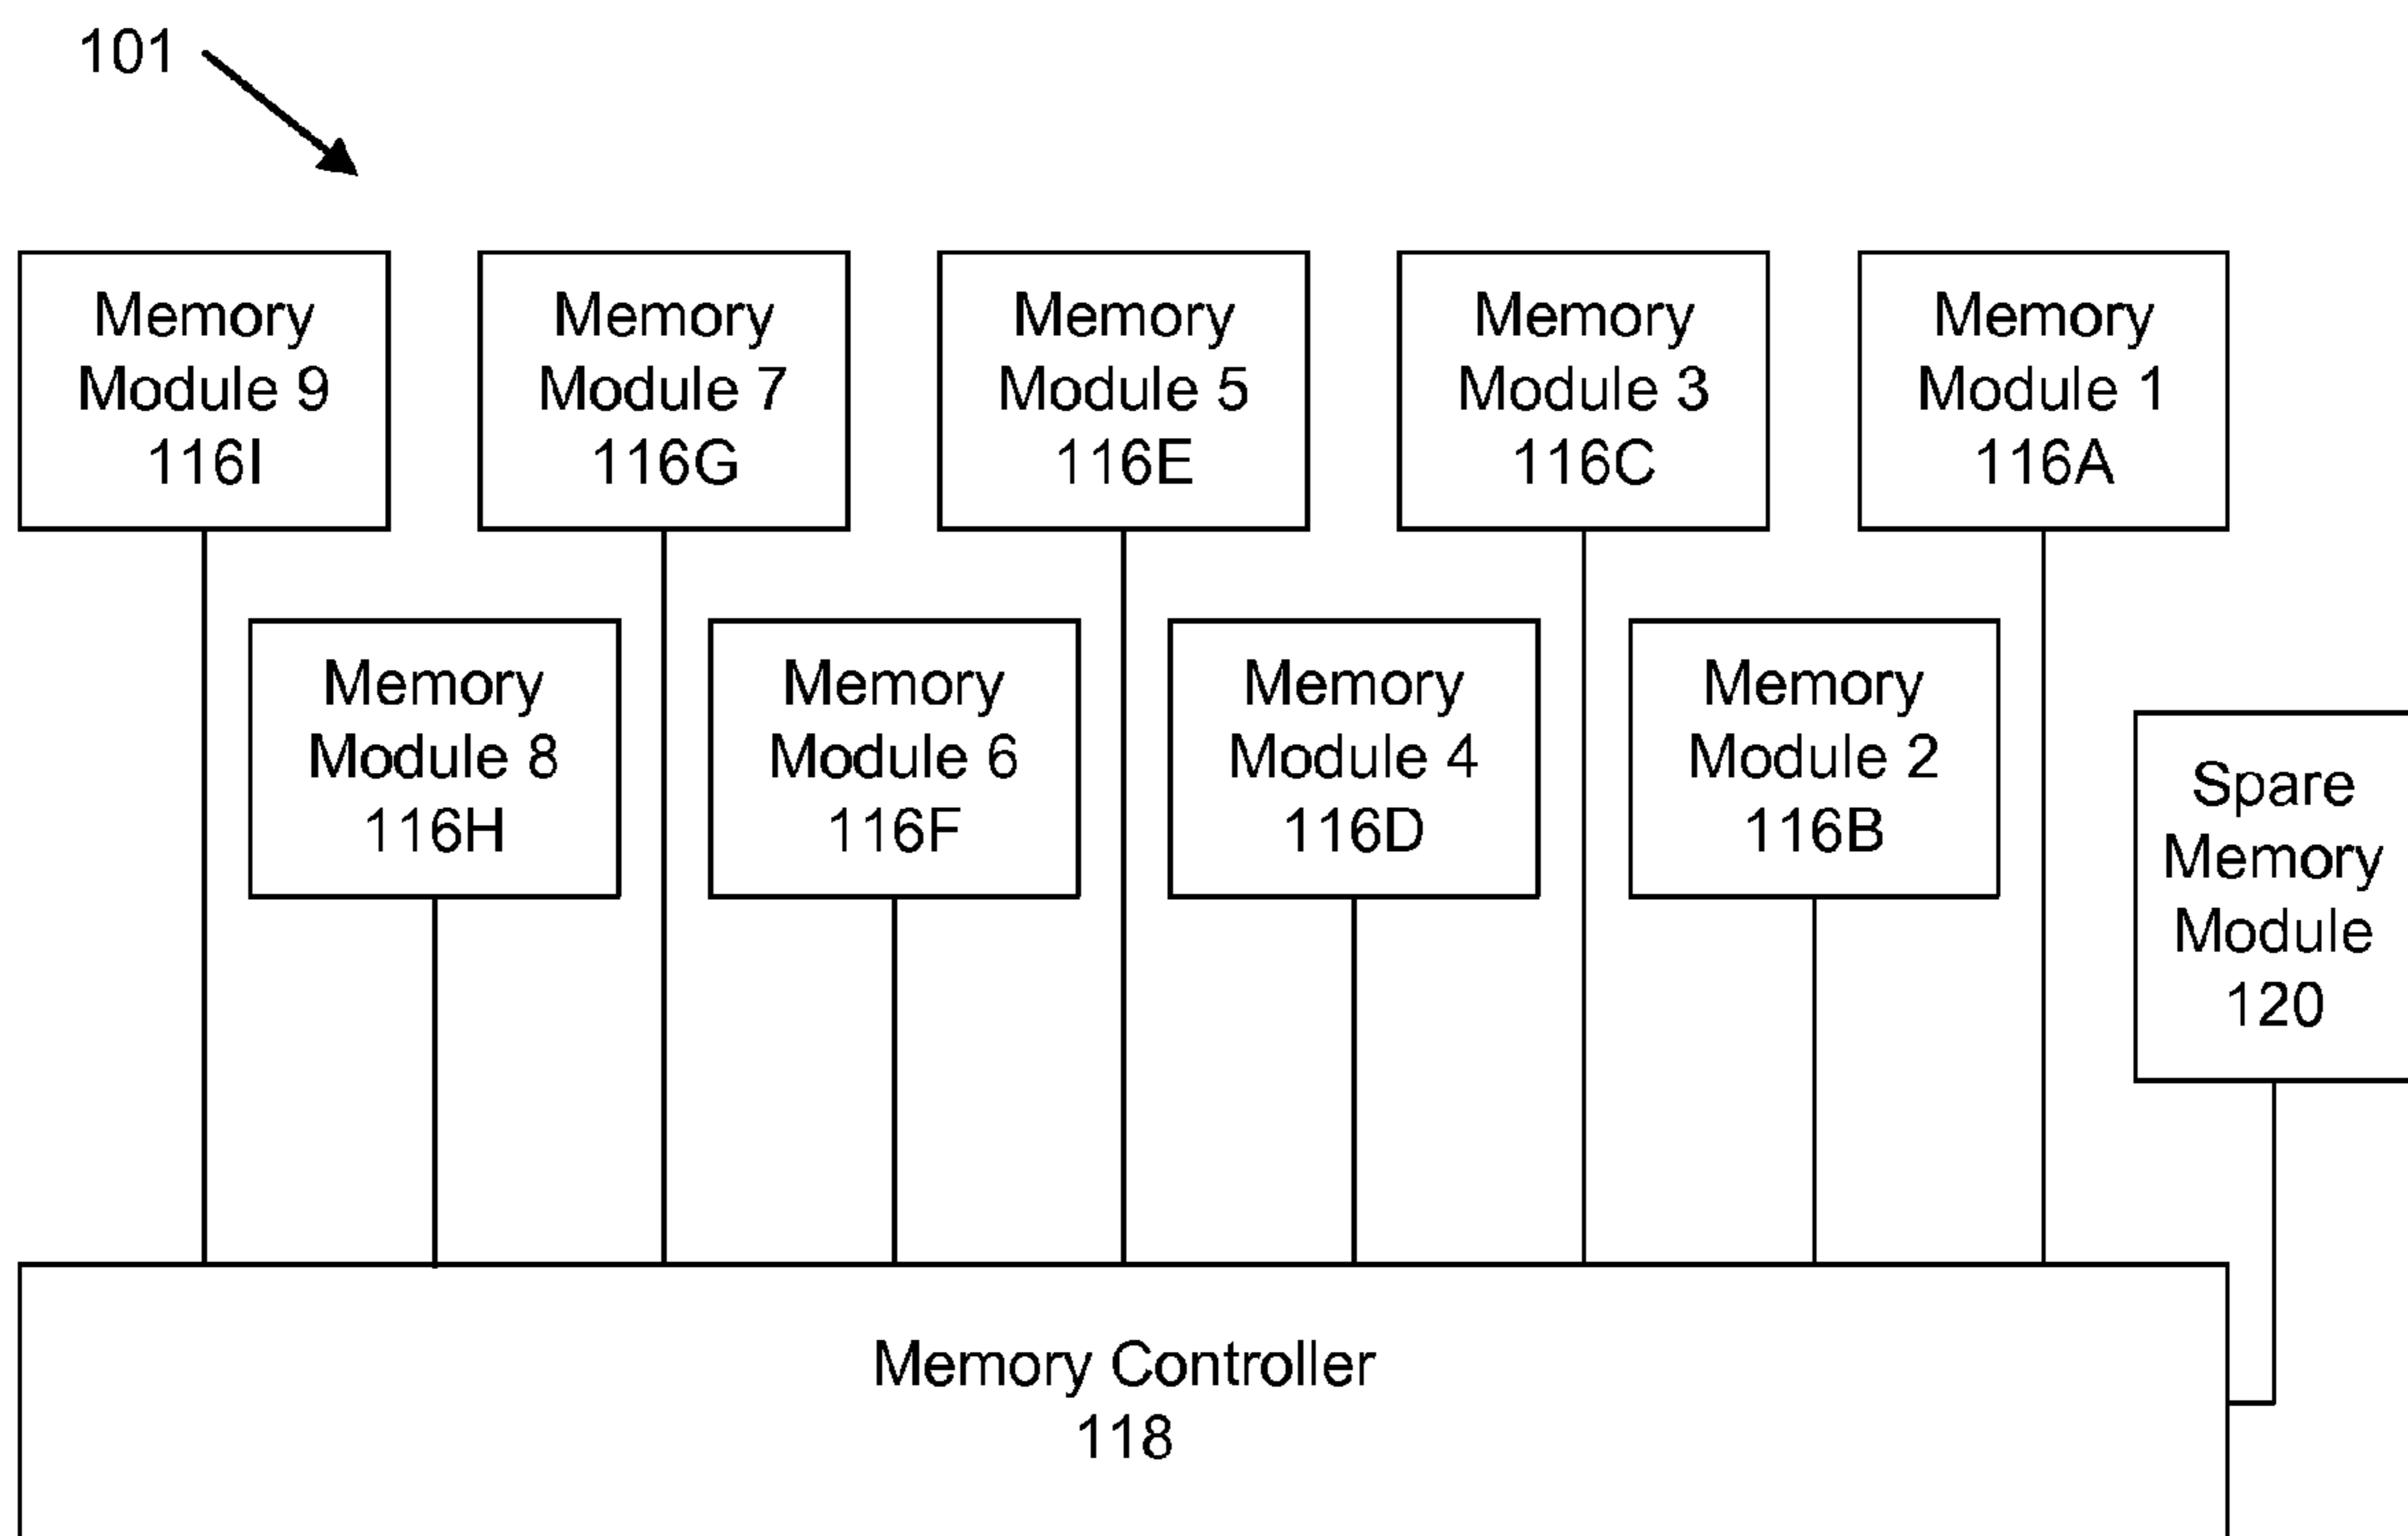 101
Memory
Module 9
116I
Memory
Module 7
116G
Memory
Module 5
116E
Memory
Module 3
116C
Memory
Module 1
116A
Memory
Module 8
116H
Memory
Module 6
116F
Memory
Module 4
116D
Memory
Module 2
116B
Spare
Memory
Module
120
Memory Controller
118